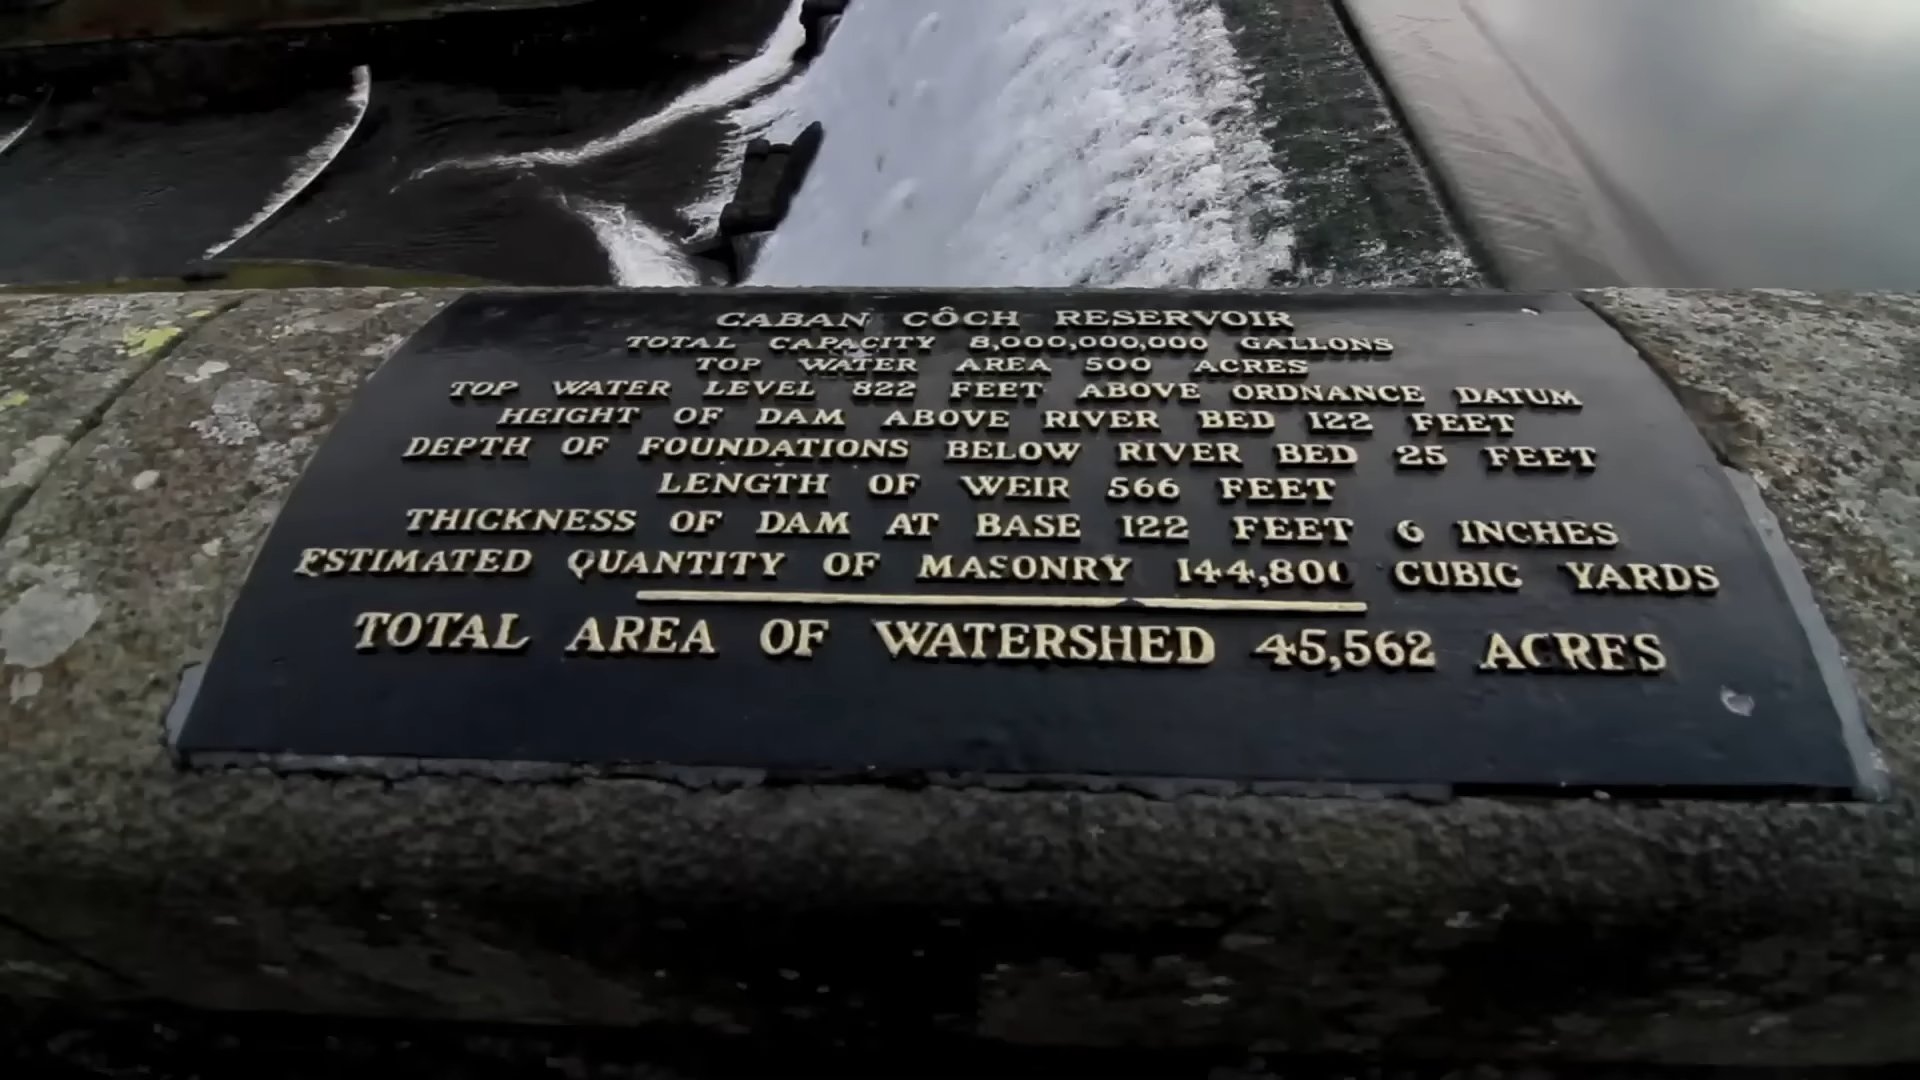 CABAN CÔCH RESERVOIR
TOTAL CAPACITY 8,000,000,000 GALLONS
TOP WATER AREA 500 ACRES
TOP WATER LEVEL 822 FEET ABOVE ORDNANCE DATUM
HEIGHT OF DAM ABOVE RIVER BED 122 FEET
DEPTH OF FOUNDATIONS BELOW RIVER BED 25 FEET
LENGTH OF WEIR 566 FEET
THICKNESS OF DAM AT BASE 122 FEET 6 INCHES
ESTIMATED QUANTITY OF MASONRY 144,800 CUBIC YARDS
TOTAL AREA OF WATERSHED 45,562 ACRES